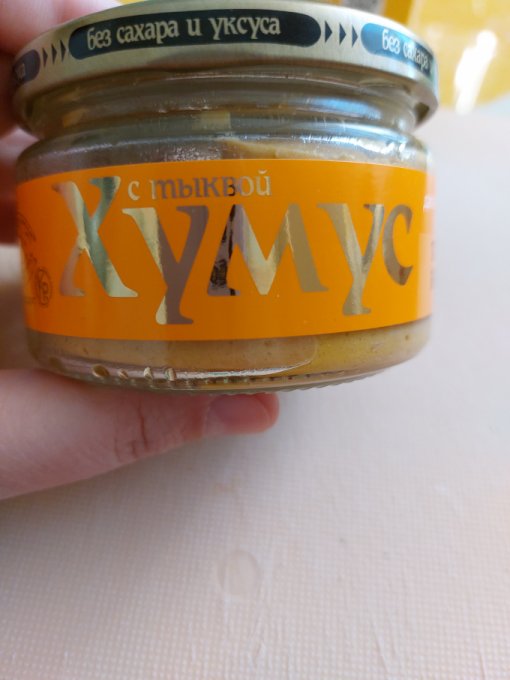 без сахара и уксуса
без сахара
с тыквой
Хумус